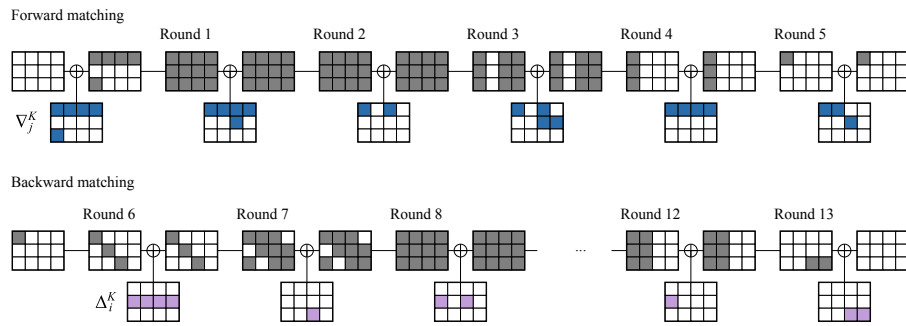 Forward matching
Round 1 Round 2 Round 3 Round 4 Round 5
∇_j^K
Backward matching
Round 6 Round 7 Round 8 Round 12 Round 13
...
Δ_i^K